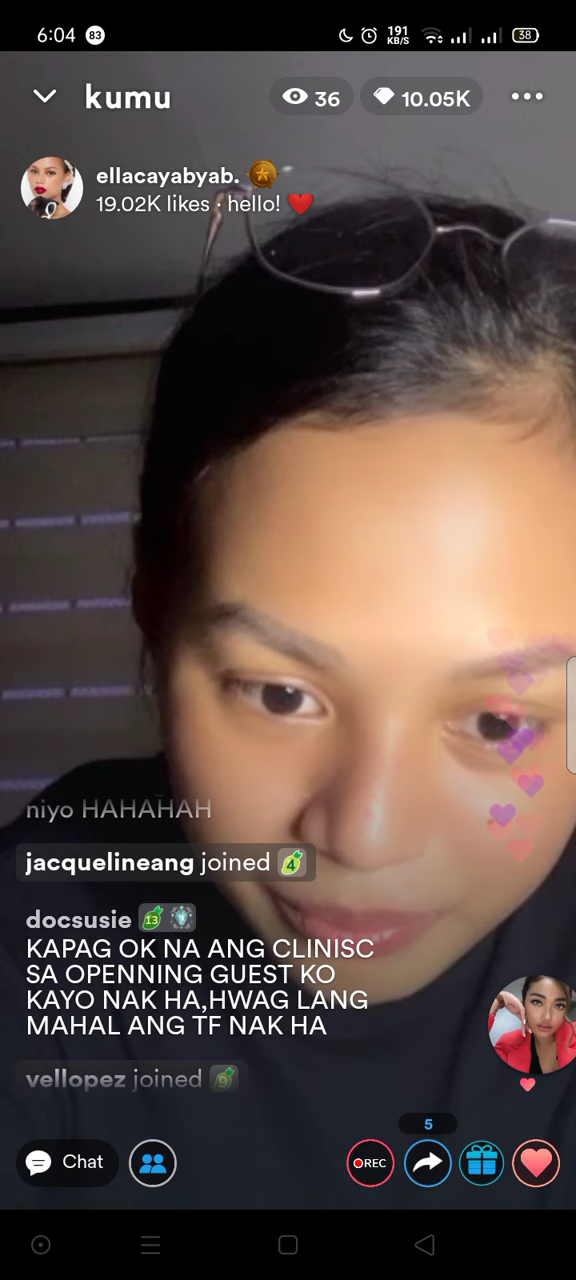 6:04 83 191 KB/S 38
kumu 36 10.05K
ellacayabyab.
19.02K likes · hello!
niyo HAHAHAH
jacquelineang joined 4
docsusie 13
KAPAG OK NA ANG CLINISC
SA OPENNING GUEST KO
KAYO NAK HA,HWAG LANG
MAHAL ANG TF NAK HA
vellopez joined 9
5
Chat REC